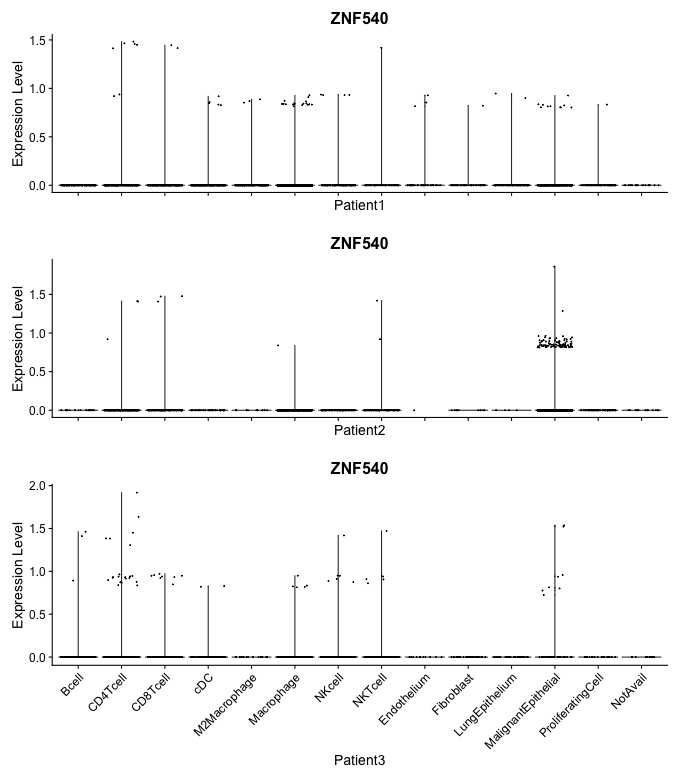 ZNF540
Expression Level
1.5
1.0
0.5
0.0
Patient1
ZNF540
Expression Level
1.5
1.0
0.5
0.0
Patient2
ZNF540
Expression Level
2.0
1.5
1.0
0.5
0.0
Bcell
CD4Tcell
CD8Tcell
cDC
M2Macrophage
Macrophage
NKcell
NKTcell
Endothelium
Fibroblast
LungEpithelium
MalignantEpithelial
ProliferatingCell
NotAvail
Patient3